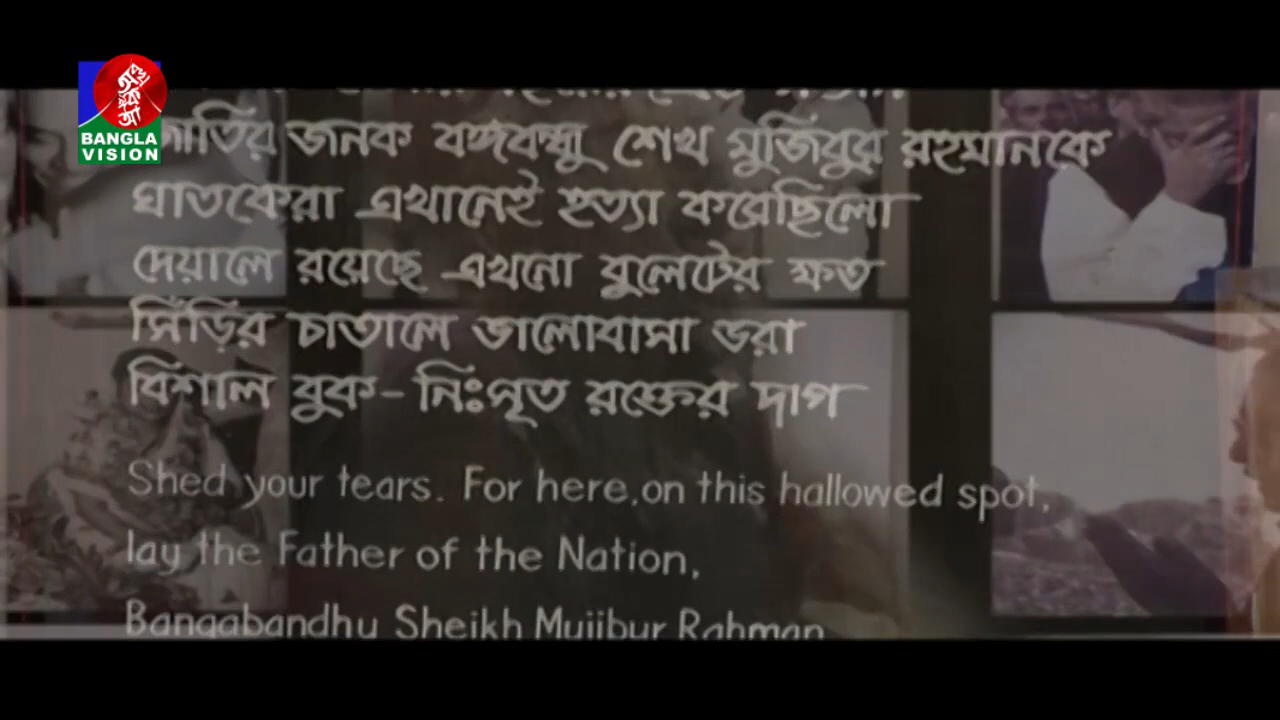 BANGLA
VISION
জাতির জনক বঙ্গবন্ধু শেখ মুজিবুর রহমানকে
ঘাতকেরা এখানেই হত্যা করেছিলো
দেয়ালে রয়েছে এখনো বুলেটের ক্ষত
সিঁড়ির চাতালে ভালোবাসা ভরা
বিশাল বুক-নিঃসৃত রক্তের দাগ
Shed your tears. For here,on this hallowed spot,
lay the Father of the Nation,
Bangabandhu Sheikh Mujibur Rahman